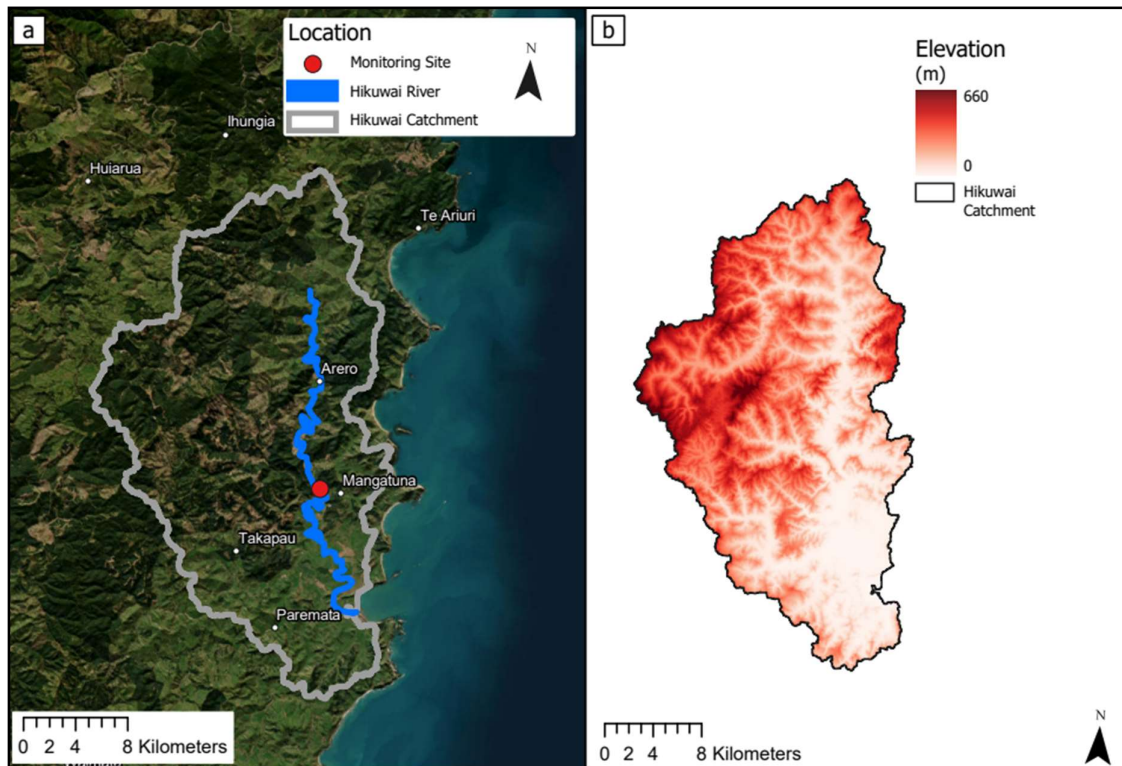 a
Location
Monitoring Site
Hikuwai River
Hikuwai Catchment
N
Ihungia
Huiarua
Te Ariuri
Arero
Mangatuna
Takapau
Paremata
0 2 4 8 Kilometers
b
Elevation
(m)
660
0
Hikuwai
Catchment
0 2 4 8 Kilometers
N